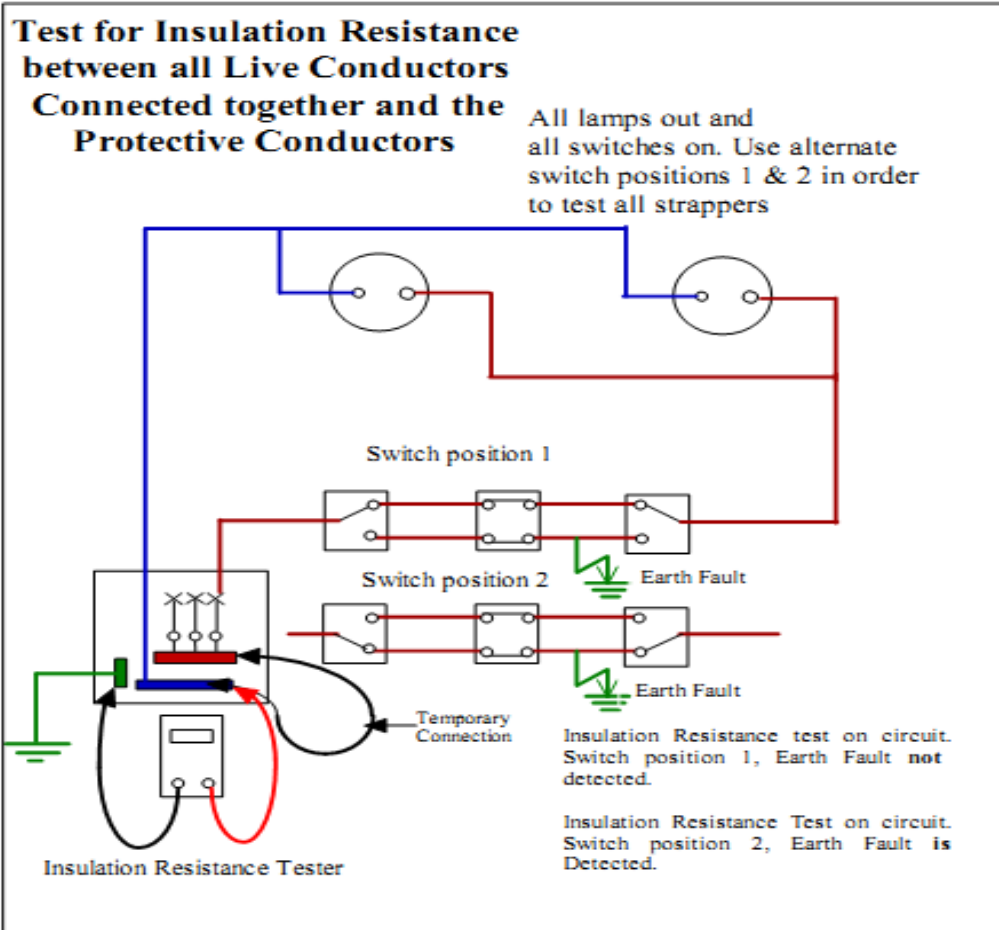 Test for Insulation Resistance
between all Live Conductors
Connected together and the
Protective Conductors
All lamps out and
all switches on. Use alternate
switch positions 1 & 2 in order
to test all strappers
Switch position 1
Earth Fault
Switch position 2
Earth Fault
Temporary
Connection
Insulation Resistance test on circuit.
Switch position 1, Earth Fault not
detected.
Insulation Resistance Test on circuit.
Switch position 2, Earth Fault is
Detected.
Insulation Resistance Tester